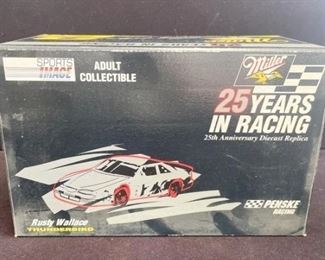 SPORTS
IMAGE
ADULT
COLLECTIBLE
Miller
25 YEARS
IN RACING
25th Anniversary Diecast Replica
Rusty Wallace
THUNDERBIRD
PENSKE
RACING